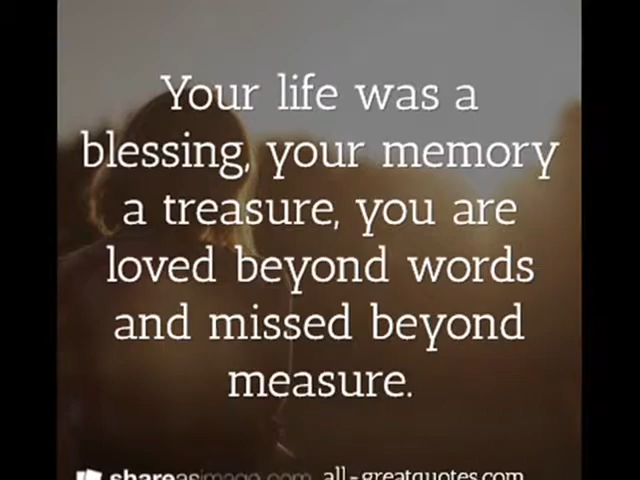 Your life was a
blessing, your memory
a treasure, you are
loved beyond words
and missed beyond
measure.
shareasimage.com all-greatquotes.com